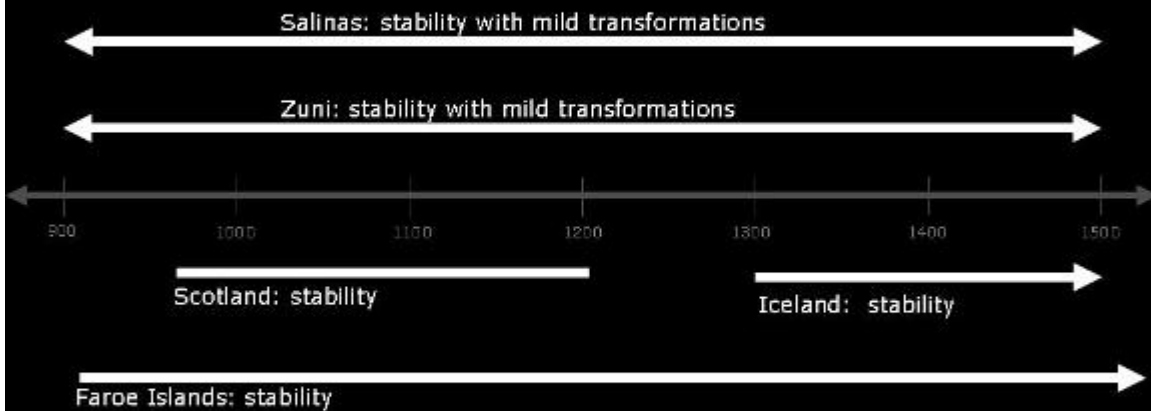 Salinas: stability with mild transformations
Zuni: stability with mild transformations
900 1000 1100 1200 1300 1400 1500
Scotland: stability
Iceland: stability
Faroe Islands: stability